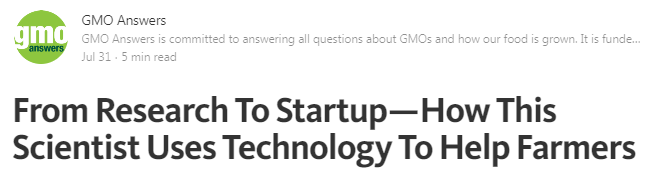 gmo
answers
GMO Answers
GMO Answers is committed to answering all questions about GMOs and how our food is grown. It is funde...
Jul 31 · 5 min read
From Research To Startup—How This
Scientist Uses Technology To Help Farmers